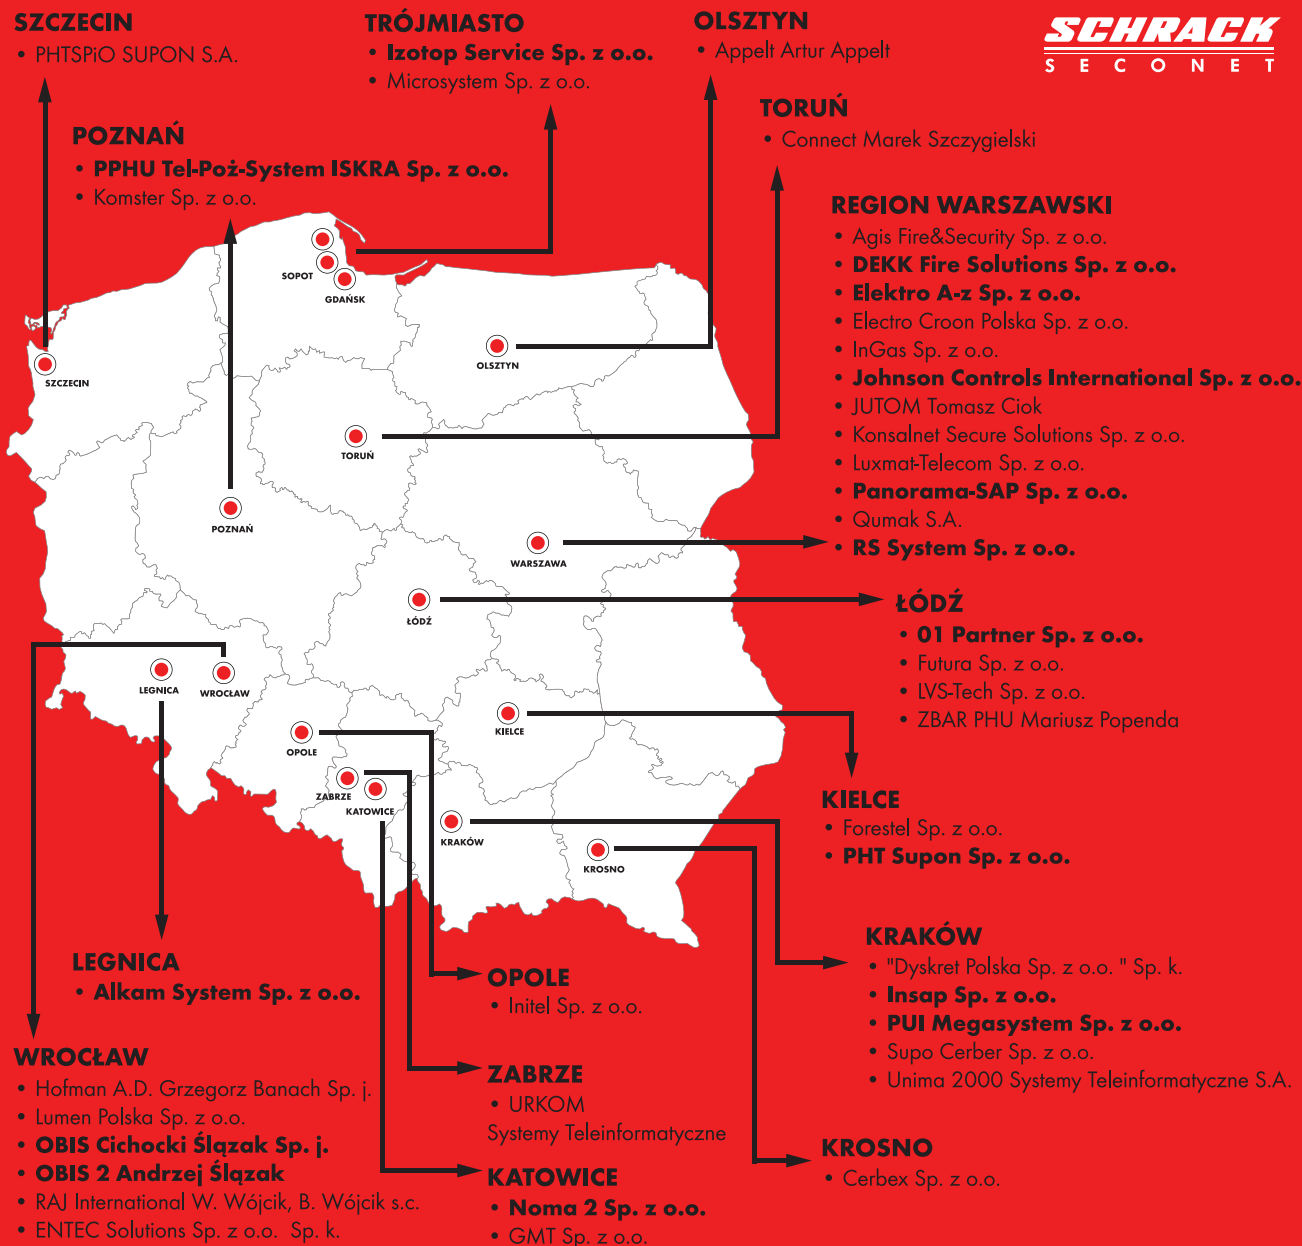 SZCZECIN
• PHTSPiO SUPON S.A.
TRÓJMIASTO
• Izotop Service Sp. z o.o.
• Microsystem Sp. z o.o.
OLSZTYN
• Appelt Artur Appelt
SCHRACK
SECONET
POZNAŃ
• PPHU Tel-Poż-System ISKRA Sp. z o.o.
• Komster Sp. z o.o.
TORUŃ
• Connect Marek Szczygielski
REGION WARSZAWSKI
• Agis Fire&Security Sp. z o.o.
• DEKK Fire Solutions Sp. z o.o.
• Elektro A-z Sp. z o.o.
• Electro Croon Polska Sp. z o.o.
• InGas Sp. z o.o.
• Johnson Controls International Sp. z o.o.
• JUTOM Tomasz Ciok
• Konsalnet Secure Solutions Sp. z o.o.
• Luxmat-Telecom Sp. z o.o.
• Panorama-SAP Sp. z o.o.
• Qumak S.A.
• RS System Sp. z o.o.
SOPOT
GDAŃSK
SZCZECIN
OLSZTYN
TORUŃ
POZNAŃ
WARSZAWA
ŁÓDŹ
LEGNICA
WROCŁAW
OPOLE
KIELCE
ZABRZE
KATOWICE
KRAKÓW
KROSNO
ŁÓDŹ
• 01 Partner Sp. z o.o.
• Futura Sp. z o.o.
• LVS-Tech Sp. z o.o.
• ZBAR PHU Mariusz Popenda
KIELCE
• Forestel Sp. z o.o.
• PHT Supon Sp. z o.o.
KRAKÓW
• "Dyskret Polska Sp. z o.o. " Sp. k.
• Insap Sp. z o.o.
• PUI Megasystem Sp. z o.o.
• Supo Cerber Sp. z o.o.
• Unima 2000 Systemy Teleinformatyczne S.A.
LEGNICA
• Alkam System Sp. z o.o.
OPOLE
• Initel Sp. z o.o.
WROCŁAW
• Hofman A.D. Grzegorz Banach Sp. j.
• Lumen Polska Sp. z o.o.
• OBIS Cichocki Ślązak Sp. j.
• OBIS 2 Andrzej Ślązak
• RAJ International W. Wójcik, B. Wójcik s.c.
• ENTEC Solutions Sp. z o.o. Sp. k.
ZABRZE
• URKOM
Systemy Teleinformatyczne
KATOWICE
• Noma 2 Sp. z o.o.
• GMT Sp. z o.o.
KROSNO
• Cerbex Sp. z o.o.